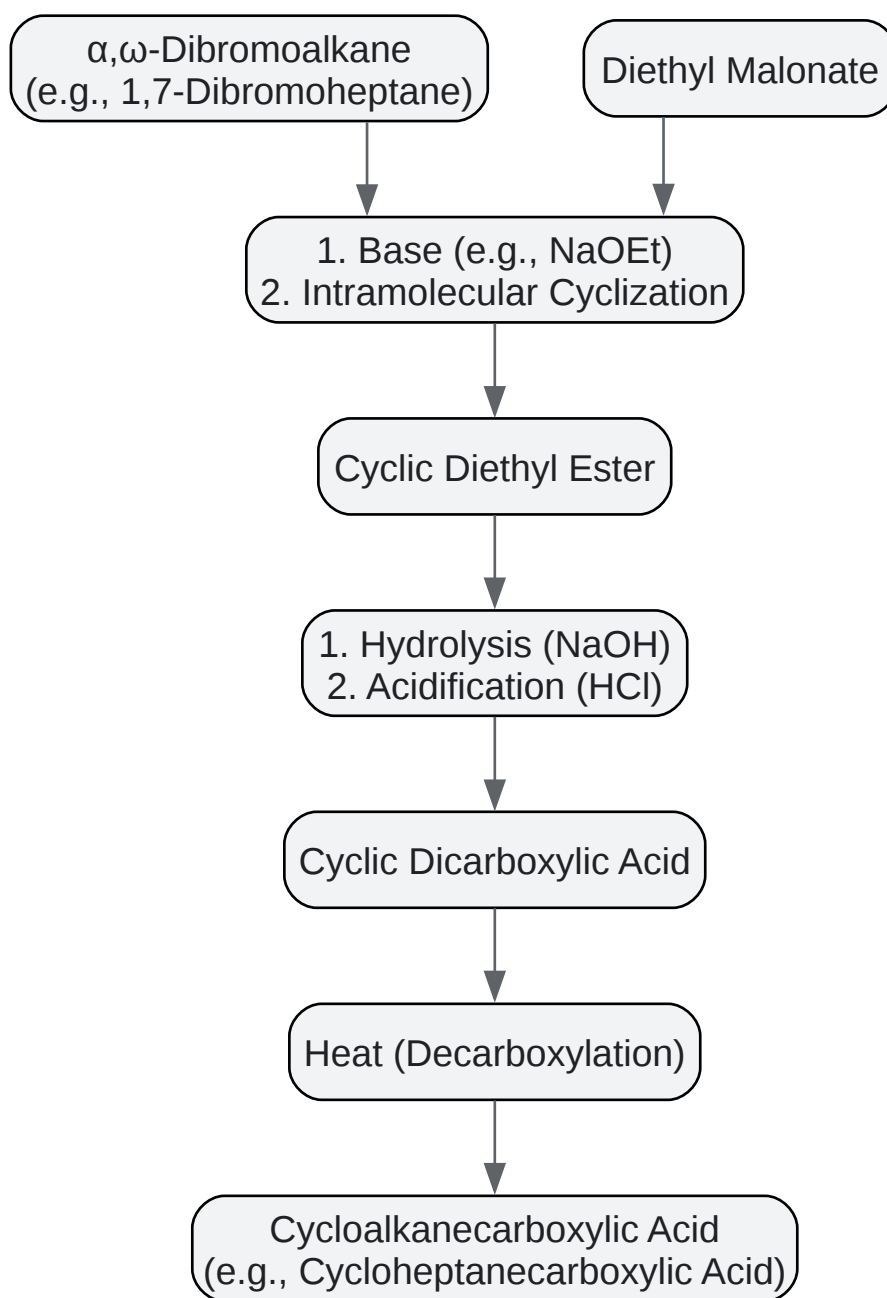 α,ω-Dibromoalkane
(e.g., 1,7-Dibromoheptane)
Diethyl Malonate
1. Base (e.g., NaOEt)
2. Intramolecular Cyclization
Cyclic Diethyl Ester
1. Hydrolysis (NaOH)
2. Acidification (HCl)
Cyclic Dicarboxylic Acid
Heat (Decarboxylation)
Cycloalkanecarboxylic Acid
(e.g., Cycloheptanecarboxylic Acid)